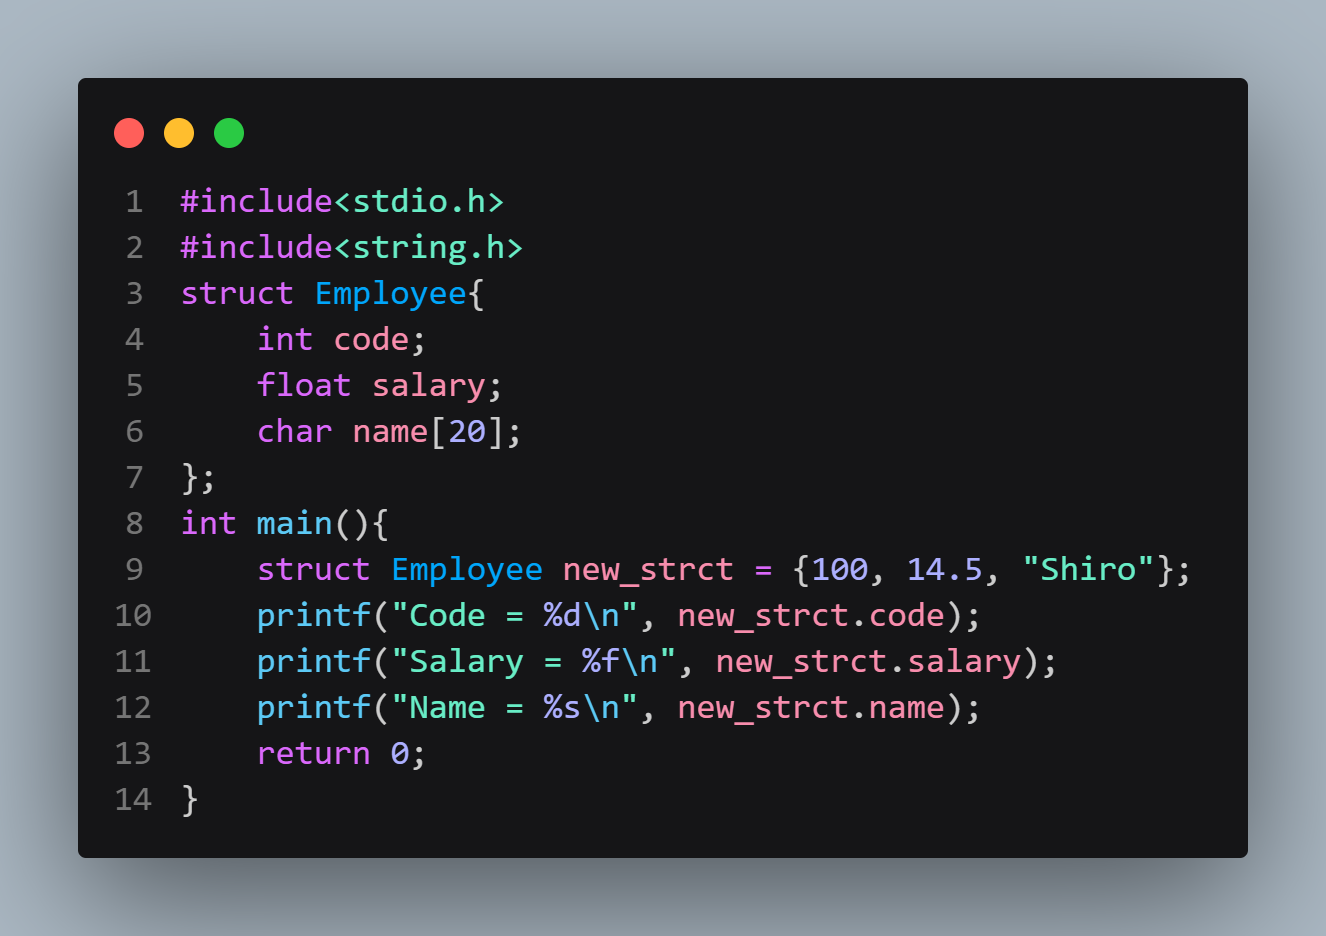 1 #include<stdio.h>
2 #include<string.h>
3 struct Employee{
4     int code;
5     float salary;
6     char name[20];
7 };
8 int main(){
9     struct Employee new_strct = {100, 14.5, "Shiro"};
10     printf("Code = %d\n", new_strct.code);
11     printf("Salary = %f\n", new_strct.salary);
12     printf("Name = %s\n", new_strct.name);
13     return 0;
14 }